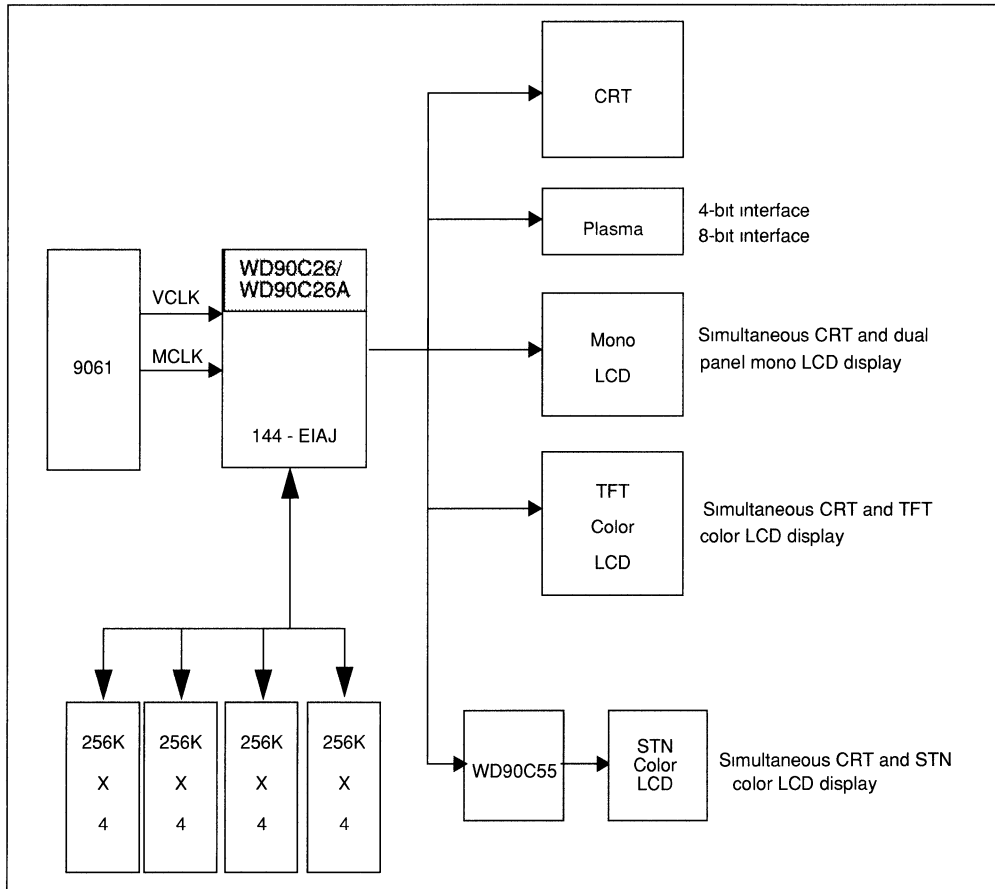 CRT
Plasma
4-bit interface
8-bit interface
WD90C26/
WD90C26A
VCLK
MCLK
9061
144 - EIAJ
Mono
LCD
Simultaneous CRT and dual
panel mono LCD display
TFT
Color
LCD
Simultaneous CRT and TFT
color LCD display
256K
X
4
256K
X
4
256K
X
4
256K
X
4
WD90C55
STN
Color
LCD
Simultaneous CRT and STN
color LCD display